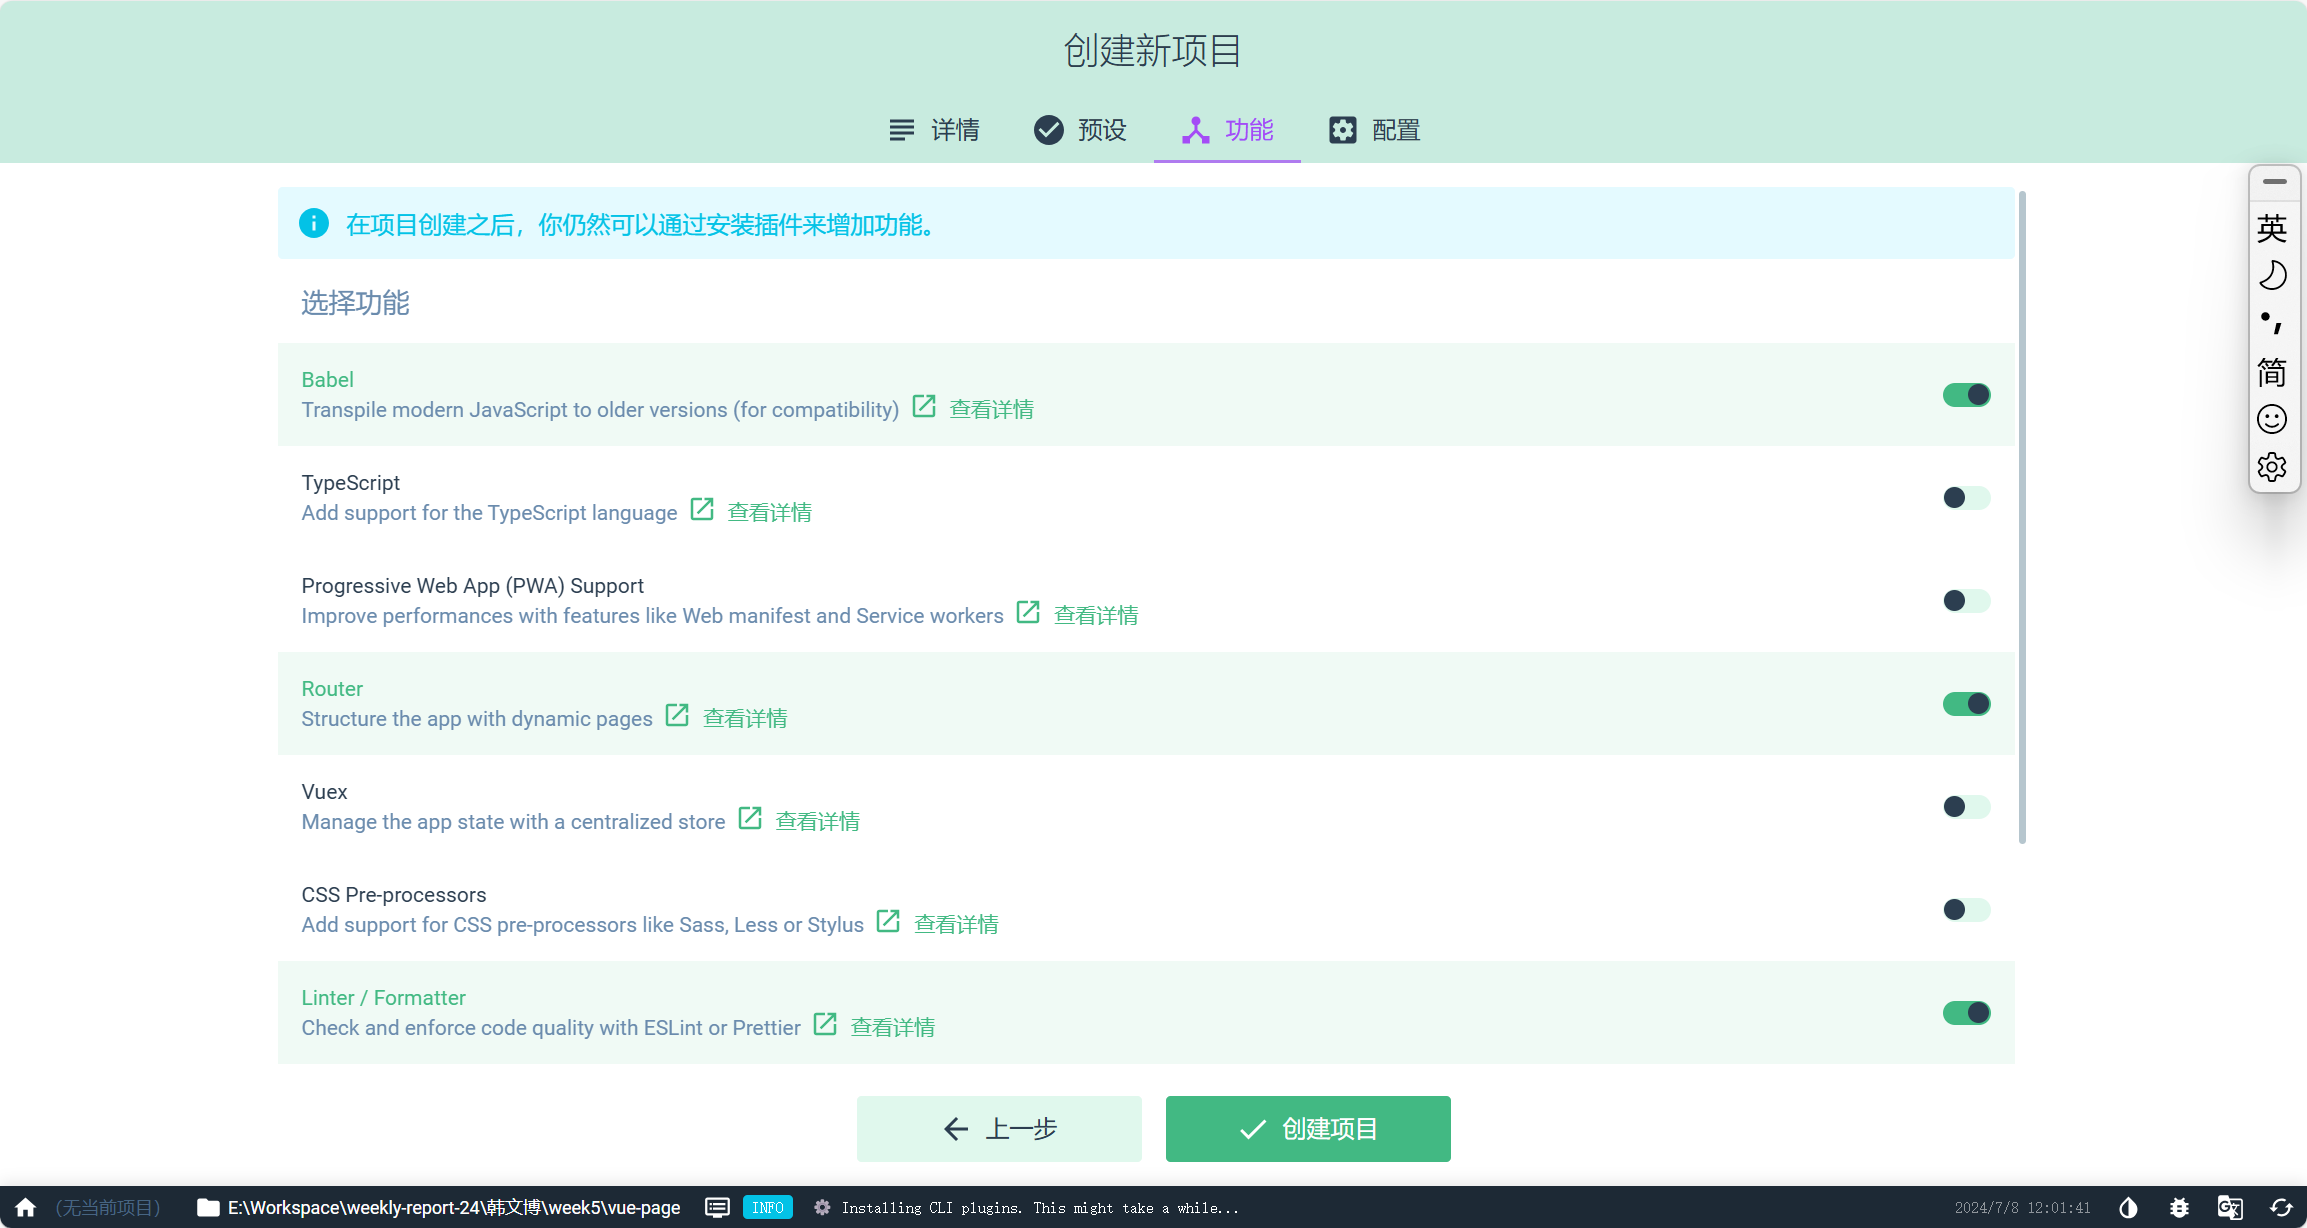 创建新项目
详情 预设 功能 配置
在项目创建之后，你仍然可以通过安装插件来增加功能。
选择功能
Babel
Transpile modern JavaScript to older versions (for compatibility) 查看详情
TypeScript
Add support for the TypeScript language 查看详情
Progressive Web App (PWA) Support
Improve performances with features like Web manifest and Service workers 查看详情
Router
Structure the app with dynamic pages 查看详情
Vuex
Manage the app state with a centralized store 查看详情
CSS Pre-processors
Add support for CSS pre-processors like Sass, Less or Stylus 查看详情
Linter / Formatter
Check and enforce code quality with ESLint or Prettier 查看详情
上一步 创建项目
(无当前项目) E:\Workspace\weekly-report-24\韩文博\week5\vue-page INFO Installing CLI plugins. This might take a while... 2024/7/8 12:01:41
英
简